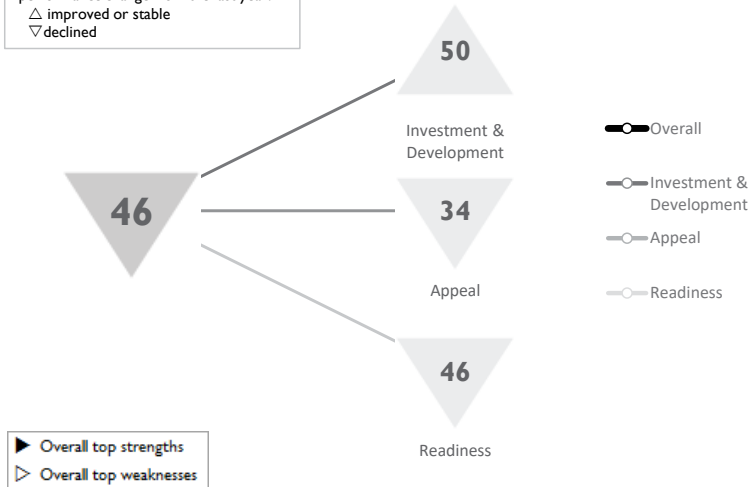 △ improved or stable
▽ declined
50
Investment &
Development
46
34
Appeal
46
Readiness
Overall
Investment &
Development
Appeal
Readiness
▶ Overall top strengths
▷ Overall top weaknesses